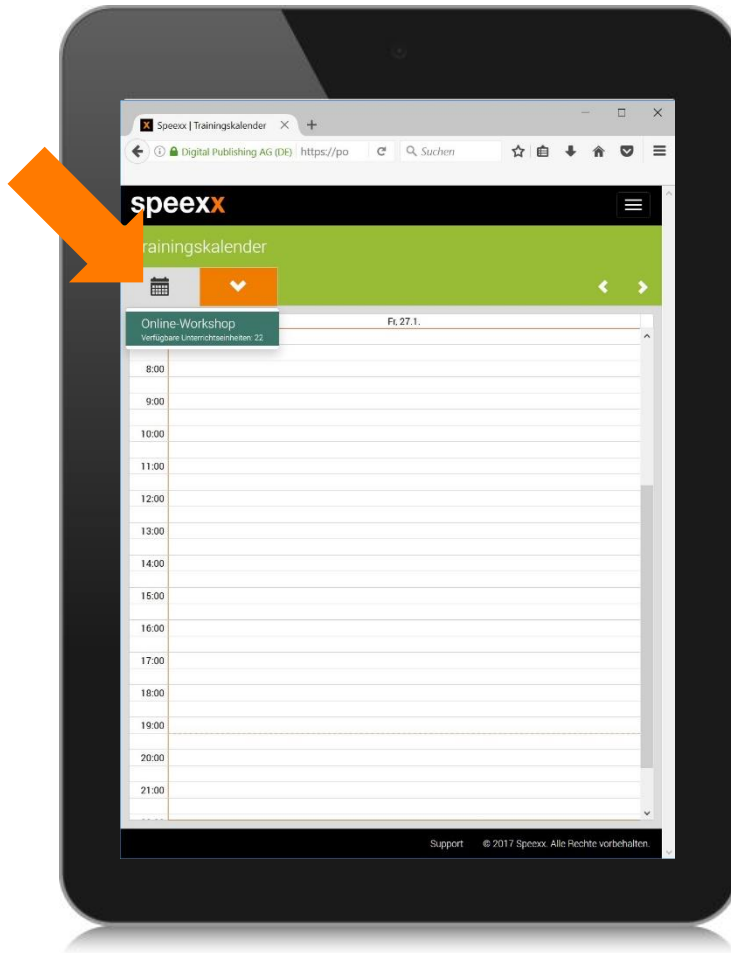 Speexx | Trainingskalender
Digital Publishing AG (DE) https://po Suchen
speexx
Trainingskalender
Online-Workshop
Verfügbare Unterrichtseinheiten: 22
Fr, 27.1.
8:00
9:00
10:00
11:00
12:00
13:00
14:00
15:00
16:00
17:00
18:00
19:00
20:00
21:00
Support © 2017 Speexx. Alle Rechte vorbehalten.